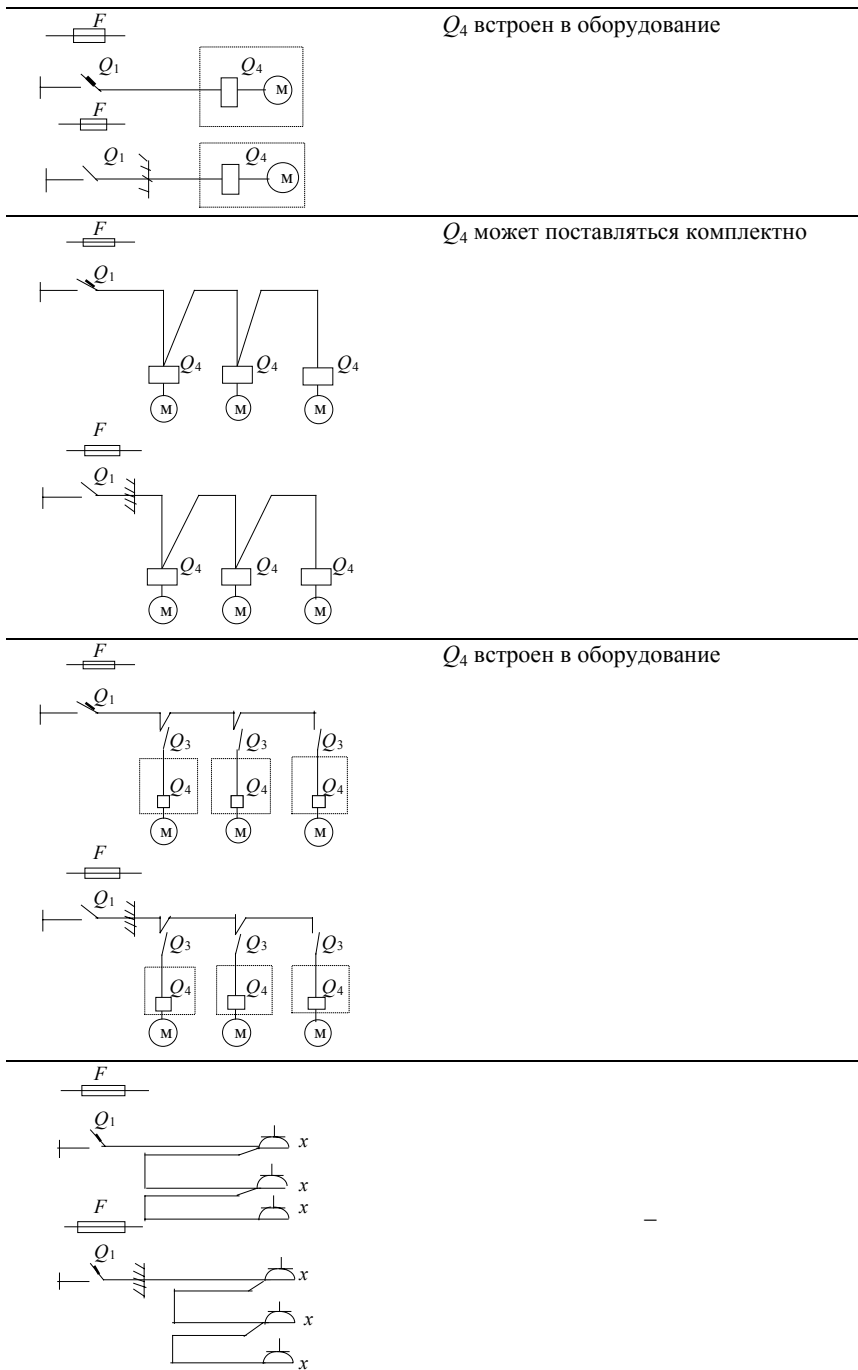 F
Q4 встроен в оборудование
Q1 Q4
М
F
Q1 Q4
М
F
Q4 может поставляться комплектно
Q1
Q4 Q4 Q4
М М М
F
Q1
Q4 Q4 Q4
М М М
F
Q4 встроен в оборудование
Q1
Q3 Q3 Q3
Q4 Q4 Q4
М М М
F
Q1
Q3 Q3 Q3
Q4 Q4 Q4
М М М
F
Q1
x
x
F x
–
Q1
x
x
x